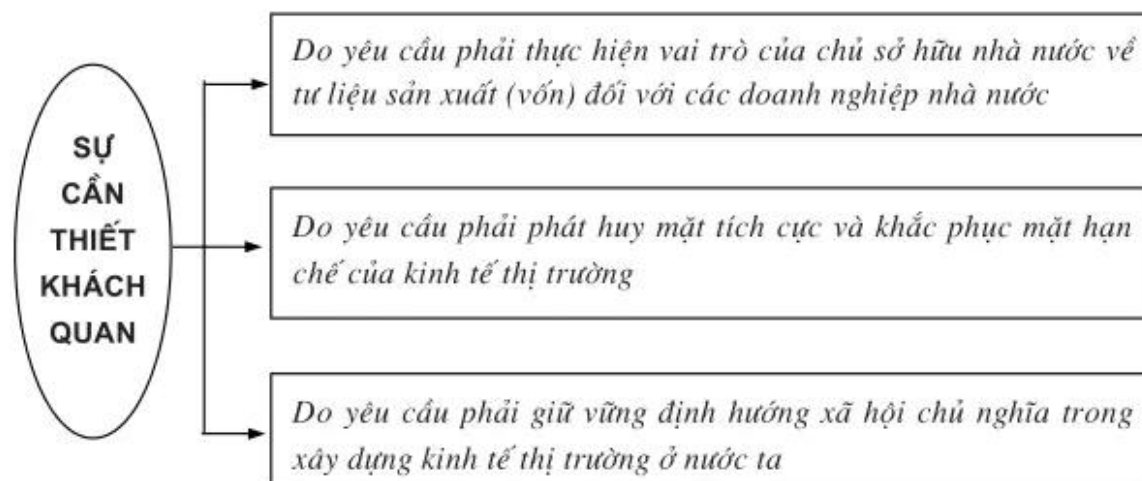 SỰ
CẦN
THIẾT
KHÁCH
QUAN
Do yêu cầu phải thực hiện vai trò của chủ sở hữu nhà nước về
tư liệu sản xuất (vốn) đối với các doanh nghiệp nhà nước
Do yêu cầu phải phát huy mặt tích cực và khắc phục mặt hạn
chế của kinh tế thị trường
Do yêu cầu phải giữ vững định hướng xã hội chủ nghĩa trong
xây dựng kinh tế thị trường ở nước ta